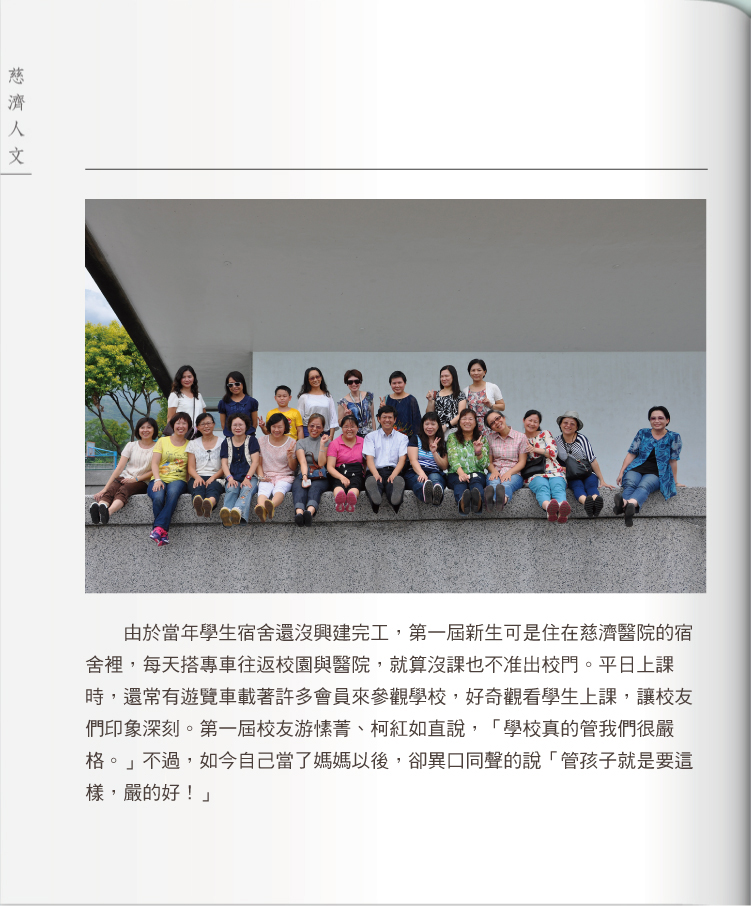 慈濟人文
由於當年學生宿舍還沒興建完工，第一屆新生可是住在慈濟醫院的宿
舍裡，每天搭專車往返校園與醫院，就算沒課也不准出校門。平日上課
時，還常有遊覽車載著許多會員來參觀學校，好奇觀看學生上課，讓校友
們印象深刻。第一屆校友游愫菁、柯紅如直說，「學校真的管我們很嚴
格。」不過，如今自己當了媽媽以後，卻異口同聲的說「管孩子就是要這
樣，嚴的好！」